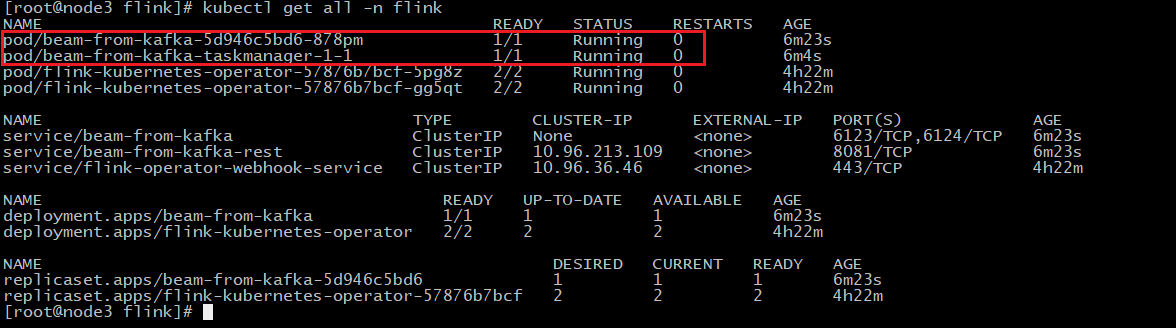 [root@node3 flink]# kubectl get all -n flink
NAME READY STATUS RESTARTS AGE
pod/beam-from-kafka-5d946c5bd6-878pm 1/1 Running 0 6m23s
pod/beam-from-kafka-taskmanager-1-1 1/1 Running 0 6m4s
pod/flink-kubernetes-operator-57876b7bcf-5pg8z 2/2 Running 0 4h22m
pod/flink-kubernetes-operator-57876b7bcf-gg5qt 2/2 Running 0 4h22m
NAME TYPE CLUSTER-IP EXTERNAL-IP PORT(S) AGE
service/beam-from-kafka ClusterIP None <none> 6123/TCP,6124/TCP 6m23s
service/beam-from-kafka-rest ClusterIP 10.96.213.109 <none> 8081/TCP 6m23s
service/flink-operator-webhook-service ClusterIP 10.96.36.46 <none> 443/TCP 4h22m
NAME READY UP-TO-DATE AVAILABLE AGE
deployment.apps/beam-from-kafka 1/1 1 1 6m23s
deployment.apps/flink-kubernetes-operator 2/2 2 2 4h22m
NAME DESIRED CURRENT READY AGE
replicaset.apps/beam-from-kafka-5d946c5bd6 1 1 1 6m23s
replicaset.apps/flink-kubernetes-operator-57876b7bcf 2 2 2 4h22m
[root@node3 flink]#